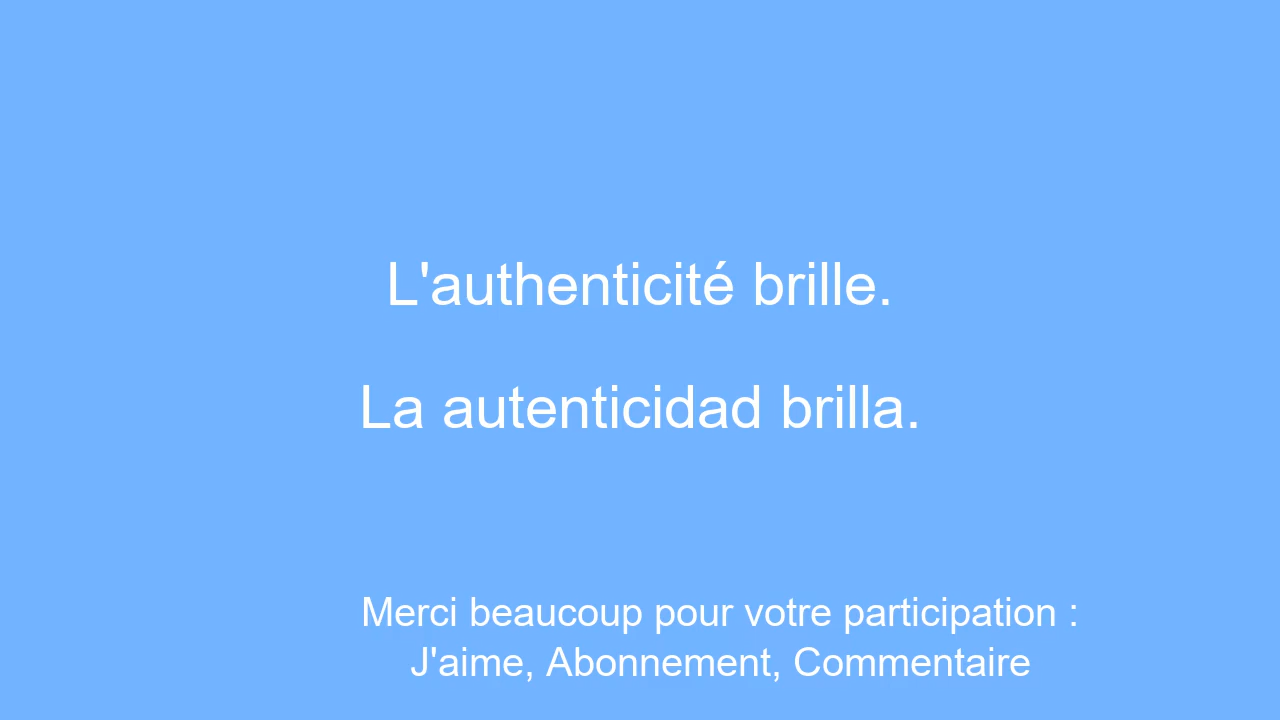 L'authenticité brille.
La autenticidad brilla.
Merci beaucoup pour votre participation :
J'aime, Abonnement, Commentaire